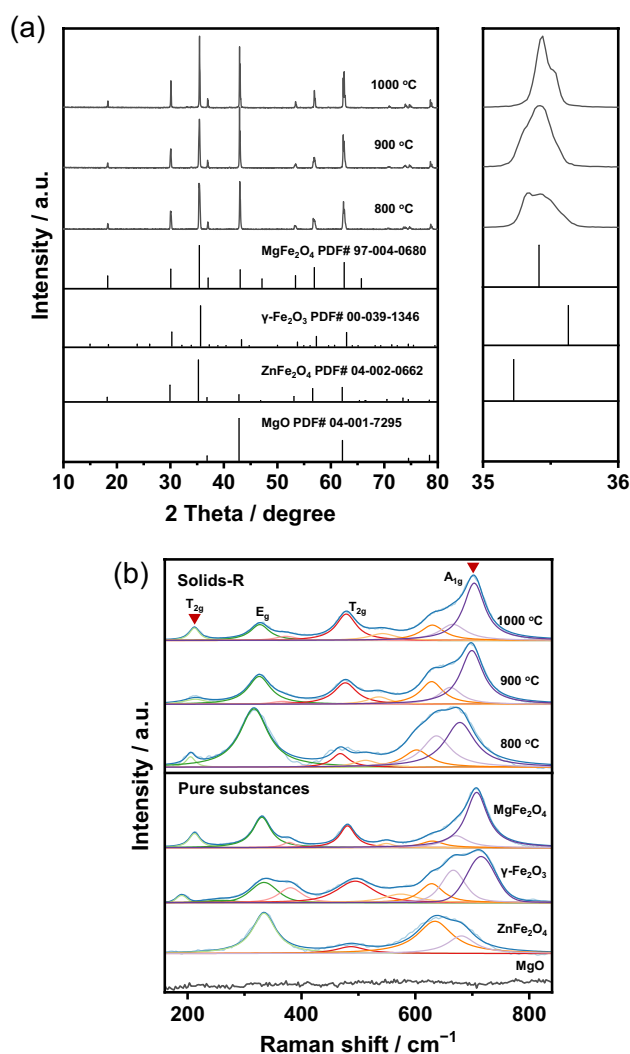 (a)
1000 °C
900 °C
800 °C
MgFe₂O₄ PDF# 97-004-0680
γ-Fe₂O₃ PDF# 00-039-1346
ZnFe₂O₄ PDF# 04-002-0662
MgO PDF# 04-001-7295
Intensity / a.u.
10 20 30 40 50 60 70 80
35 36
2 Theta / degree
(b)
Solids-R
T₂g E_g T₂g A₁g
1000 °C
900 °C
800 °C
Pure substances
MgFe₂O₄
γ-Fe₂O₃
ZnFe₂O₄
MgO
Intensity / a.u.
200 400 600 800
Raman shift / cm⁻¹